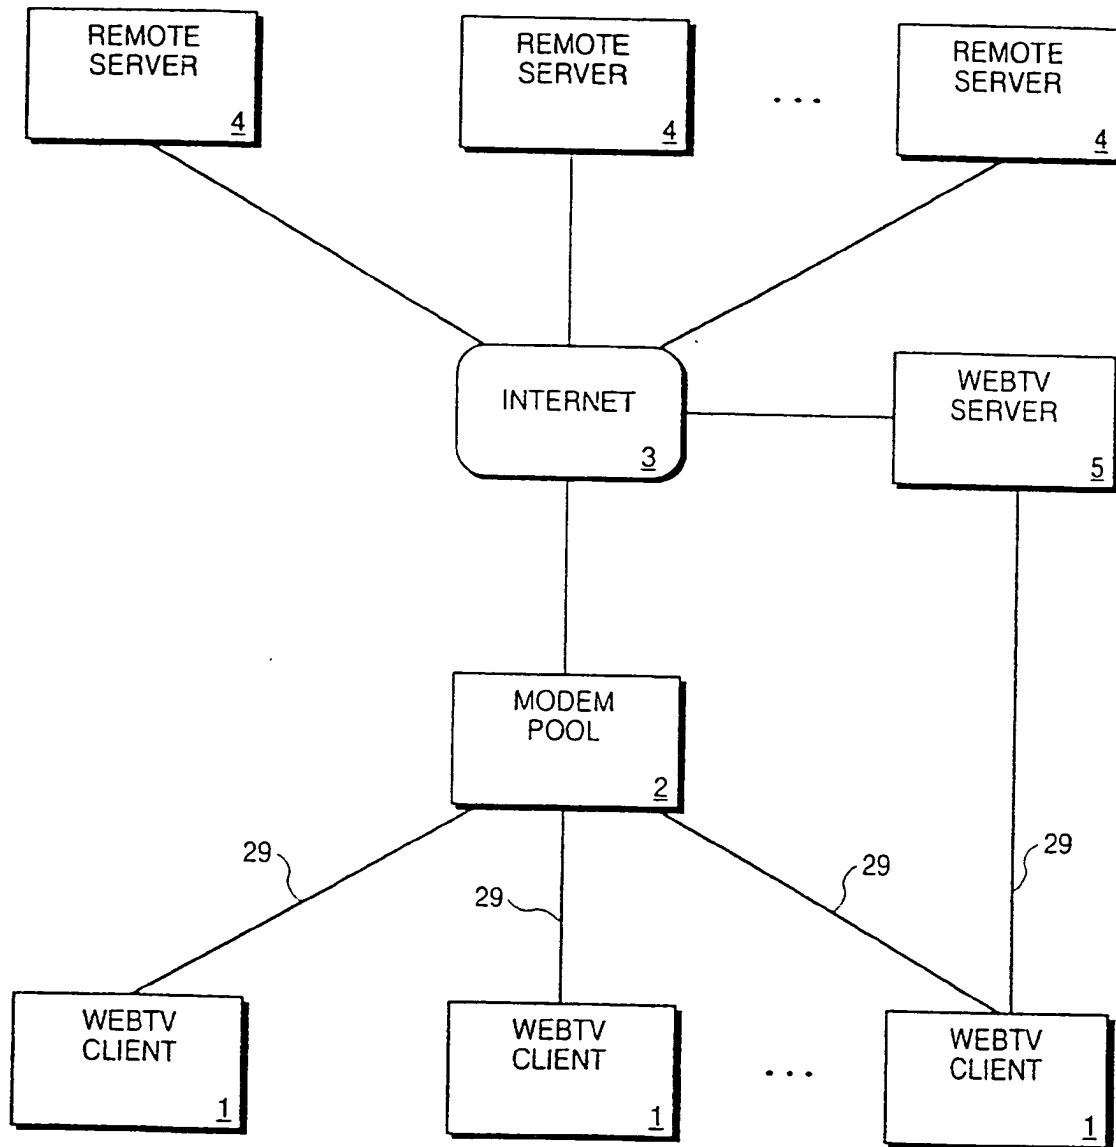 REMOTE
SERVER
4
REMOTE
SERVER
4
...
REMOTE
SERVER
4
INTERNET
3
WEBTV
SERVER
5
MODEM
POOL
2
29
29
29
29
WEBTV
CLIENT
1
WEBTV
CLIENT
1
...
WEBTV
CLIENT
1